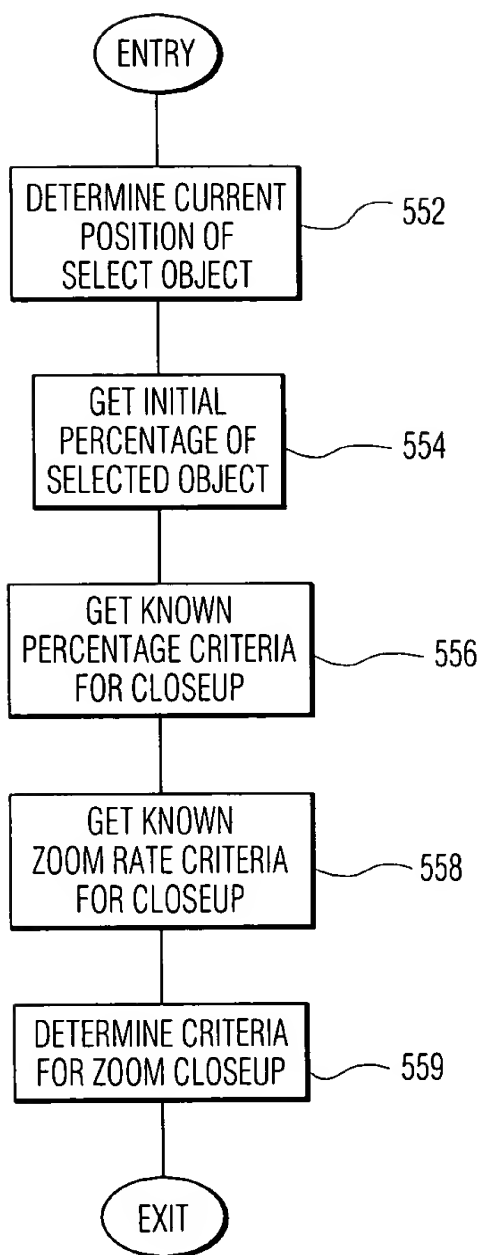 ENTRY
DETERMINE CURRENT
POSITION OF
SELECT OBJECT
552
GET INITIAL
PERCENTAGE OF
SELECTED OBJECT
554
GET KNOWN
PERCENTAGE CRITERIA
FOR CLOSEUP
556
GET KNOWN
ZOOM RATE CRITERIA
FOR CLOSEUP
558
DETERMINE CRITERIA
FOR ZOOM CLOSEUP
559
EXIT